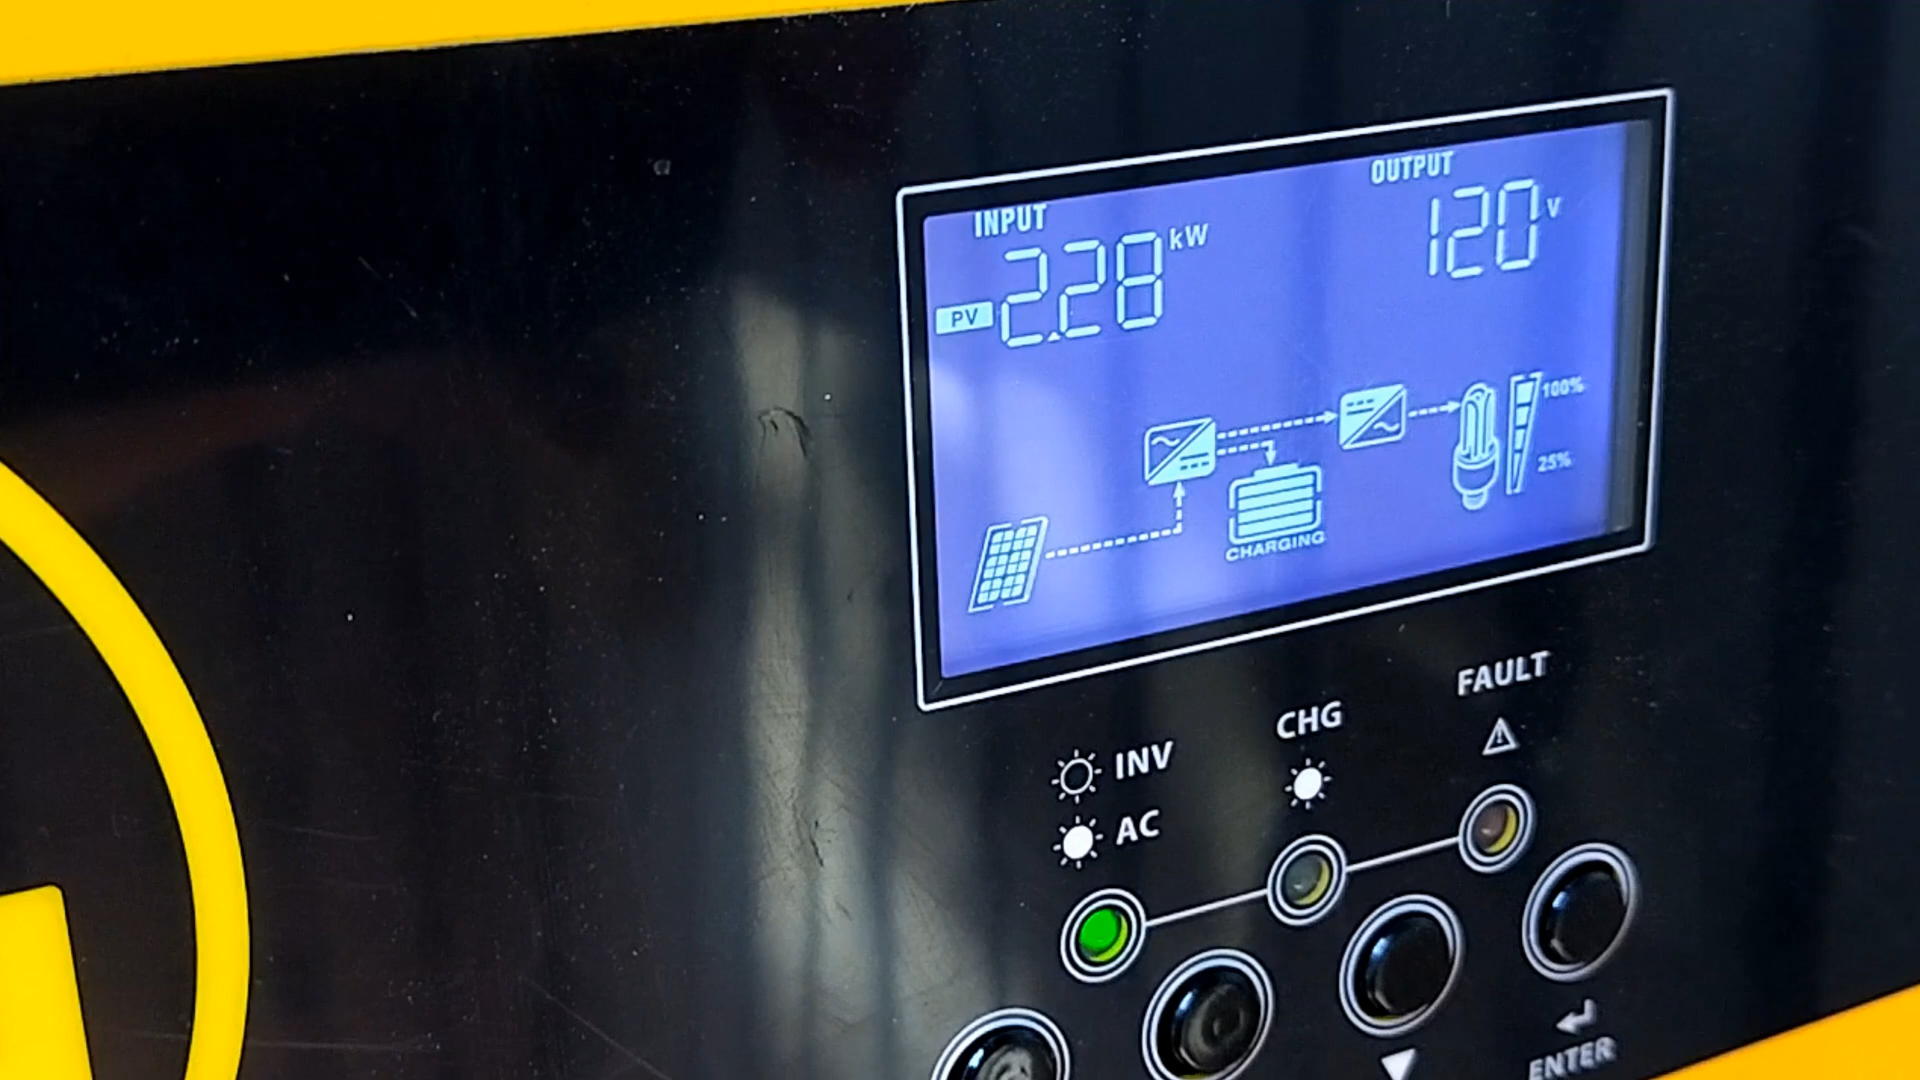 INPUT
OUTPUT
PV 2.28 kW
120 V
100%
25%
CHARGING
INV
AC
CHG
FAULT
ENTER